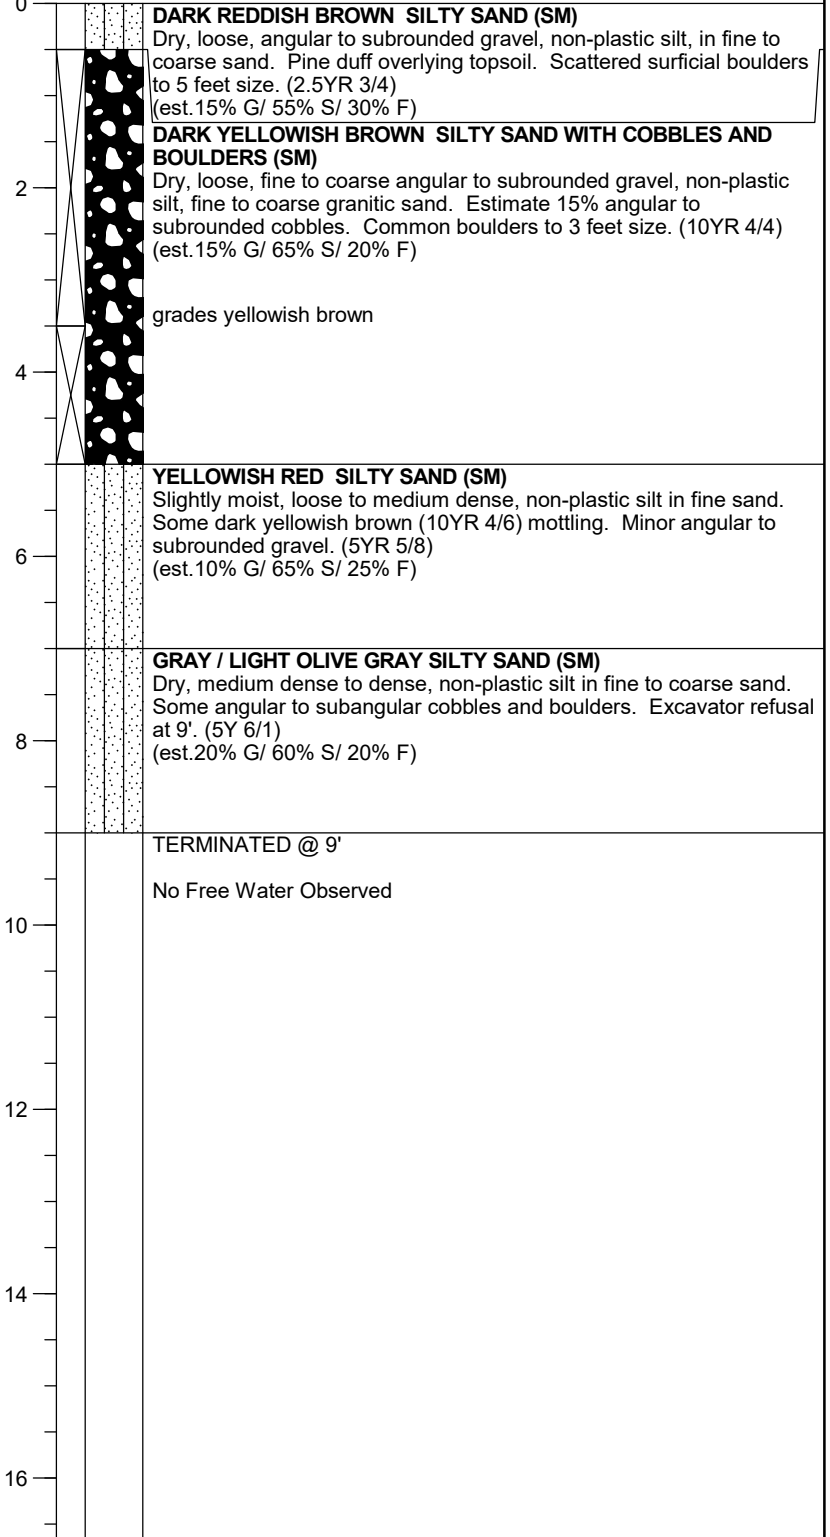 0
DARK REDDISH BROWN  SILTY SAND (SM)
Dry, loose, angular to subrounded gravel, non-plastic silt, in fine to
coarse sand.  Pine duff overlying topsoil.  Scattered surficial boulders
to 5 feet size. (2.5YR 3/4)
(est.15% G/ 55% S/ 30% F)
DARK YELLOWISH BROWN  SILTY SAND WITH COBBLES AND
BOULDERS (SM)
2
Dry, loose, fine to coarse angular to subrounded gravel, non-plastic
silt, fine to coarse granitic sand.  Estimate 15% angular to
subrounded cobbles.  Common boulders to 3 feet size. (10YR 4/4)
(est.15% G/ 65% S/ 20% F)
grades yellowish brown
4
YELLOWISH RED  SILTY SAND (SM)
Slightly moist, loose to medium dense, non-plastic silt in fine sand.
Some dark yellowish brown (10YR 4/6) mottling.  Minor angular to
subrounded gravel. (5YR 5/8)
6
(est.10% G/ 65% S/ 25% F)
GRAY / LIGHT OLIVE GRAY SILTY SAND (SM)
Dry, medium dense to dense, non-plastic silt in fine to coarse sand.
Some angular to subangular cobbles and boulders.  Excavator refusal
at 9'. (5Y 6/1)
8
(est.20% G/ 60% S/ 20% F)
TERMINATED @ 9'
No Free Water Observed
10
12
14
16